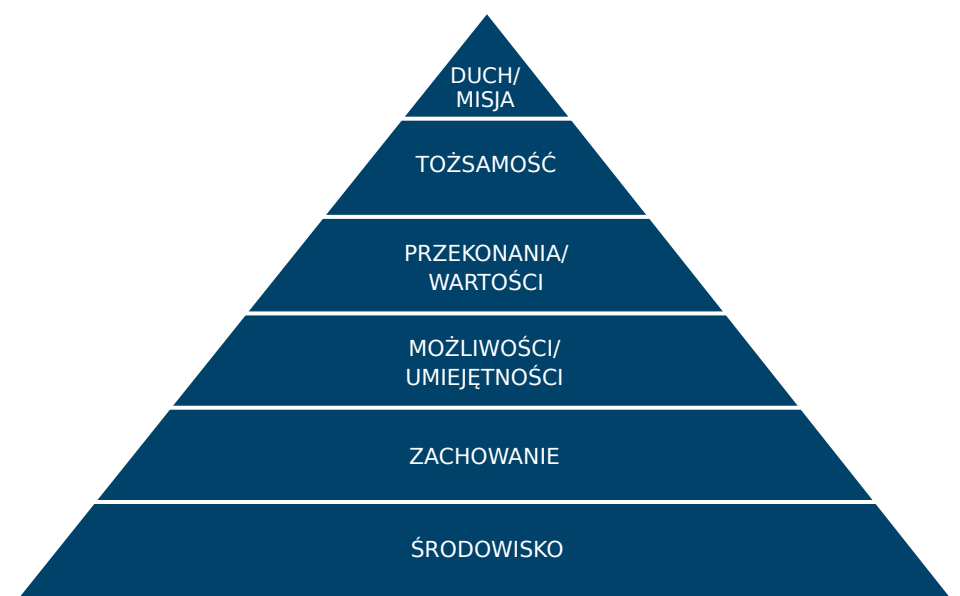 DUCH/
MISJA
TOŻSAMOŚĆ
PRZEKONANIA/
WARTOŚCI
MOŻLIWOŚCI/
UMIEJĘTNOŚCI
ZACHOWANIE
ŚRODOWISKO